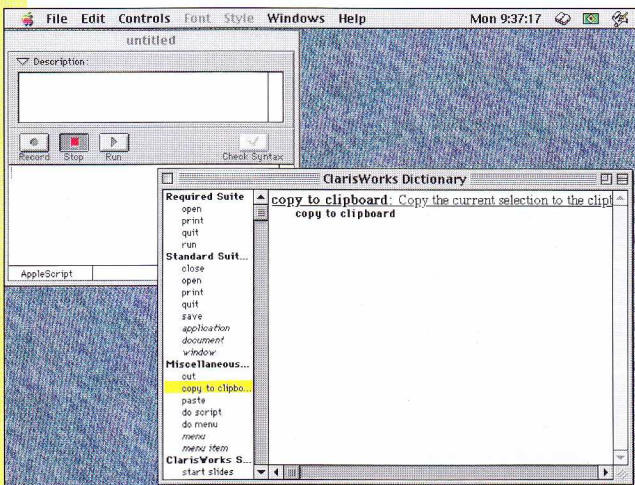 File Edit Controls Font Style Windows Help Mon 9:37:17
untitled
Description:
Record Stop Run Check Syntax
AppleScript
ClarisWorks Dictionary
Required Suite
open
print
quit
run
Standard Suit...
close
open
print
quit
save
application
document
window
Miscellaneous...
cut
copy to clipbo...
paste
do script
do menu
menu
menu item
ClarisWorks S...
start slides
copy to clipboard: Copy the current selection to the clipt
copy to clipboard